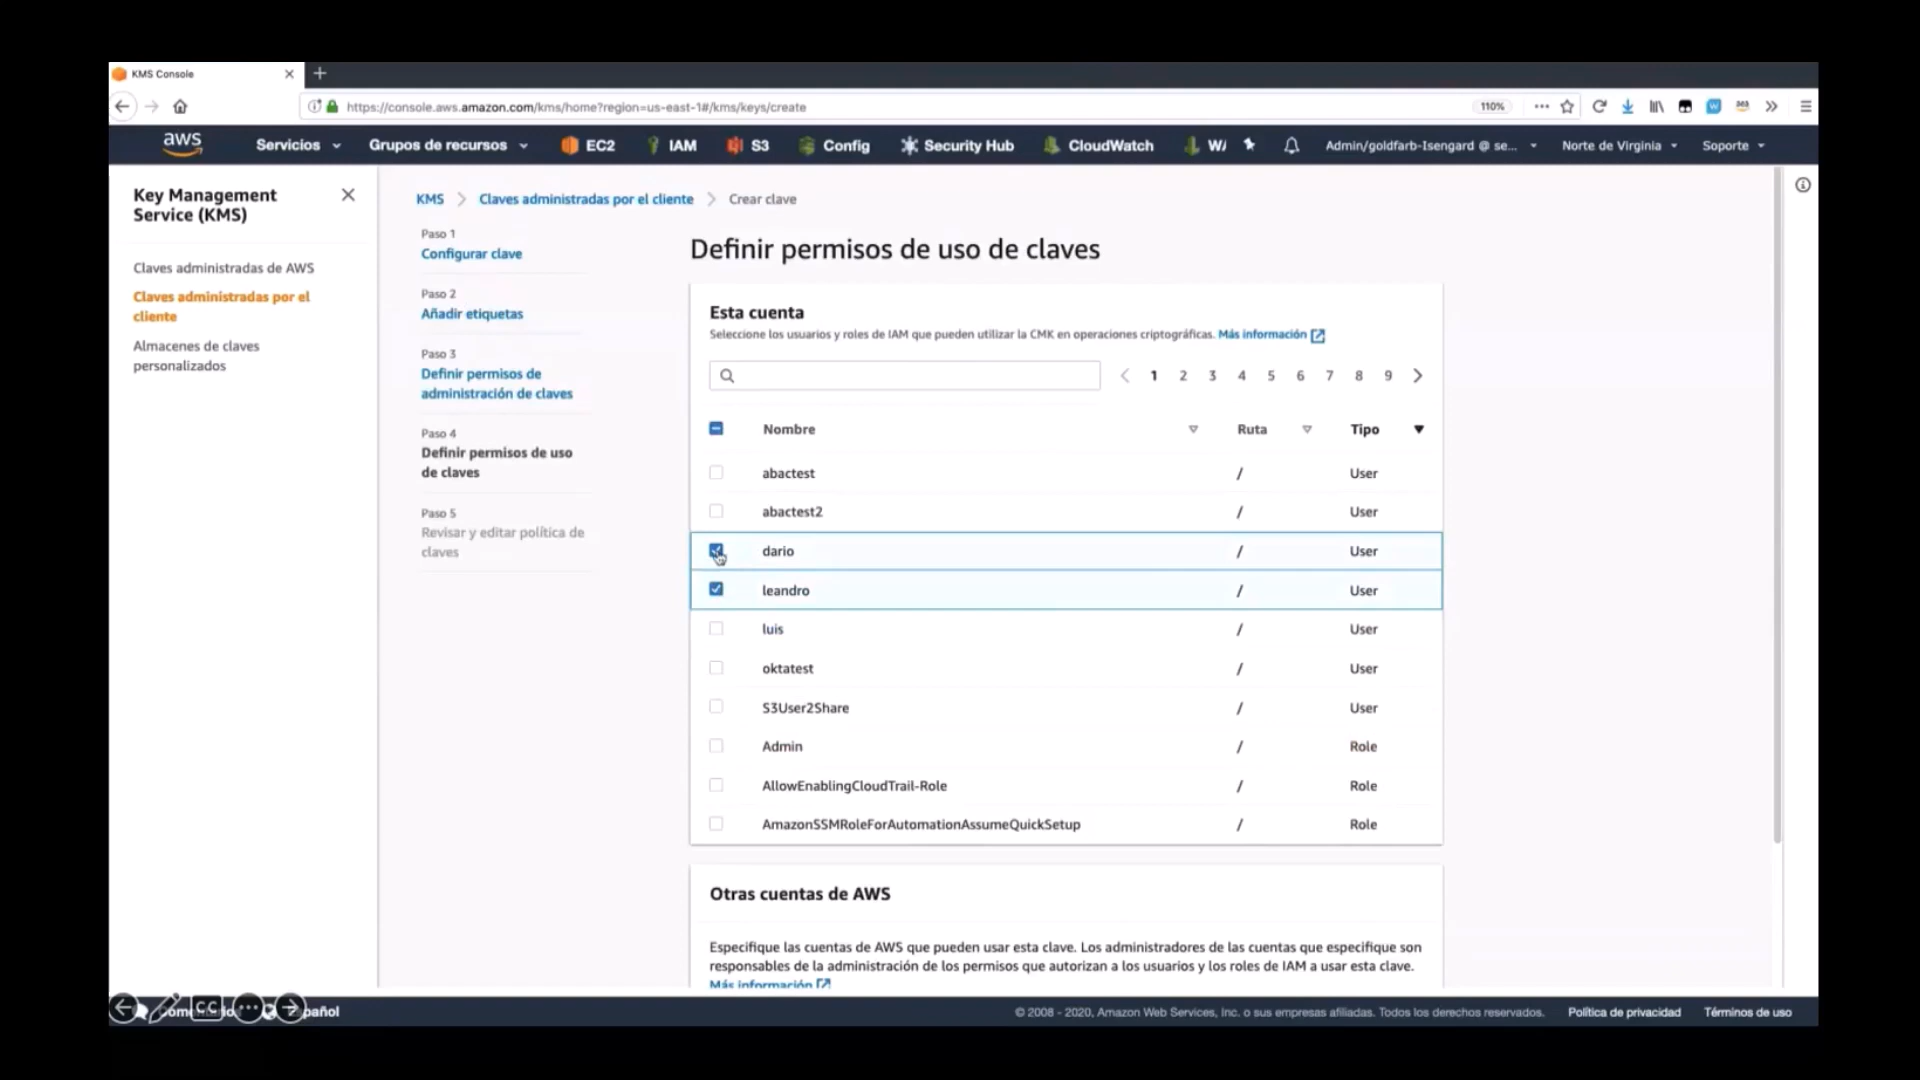 KMS Console
https://console.aws.amazon.com/kms/home?region=us-east-1#/kms/keys/create
110%
aws
Servicios
Grupos de recursos
EC2
IAM
S3
Config
Security Hub
CloudWatch
Admin/goldfarb-Isengard @ se...
Norte de Virginia
Soporte
Key Management
Service (KMS)
Claves administradas de AWS
Claves administradas por el
cliente
Almacenes de claves
personalizados
KMS
Claves administradas por el cliente
Crear clave
Paso 1
Configurar clave
Paso 2
Añadir etiquetas
Paso 3
Definir permisos de
administración de claves
Paso 4
Definir permisos de uso
de claves
Paso 5
Revisar y editar política de
claves
Definir permisos de uso de claves
Esta cuenta
Seleccione los usuarios y roles de IAM que pueden utilizar la CMK en operaciones criptográficas. Más información
1 2 3 4 5 6 7 8 9
Nombre Ruta Tipo
abactest / User
abactest2 / User
dario / User
leandro / User
luis / User
oktatest / User
S3User2Share / User
Admin / Role
AllowEnablingCloudTrail-Role / Role
AmazonSSMRoleForAutomationAssumeQuickSetup / Role
Otras cuentas de AWS
Especifique las cuentas de AWS que pueden usar esta clave. Los administradores de las cuentas que especifique son
responsables de la administración de los permisos que autorizan a los usuarios y los roles de IAM a usar esta clave.
Más información
CC
© 2008 - 2020, Amazon Web Services, Inc. o sus empresas afiliadas. Todos los derechos reservados.
Política de privacidad
Términos de uso